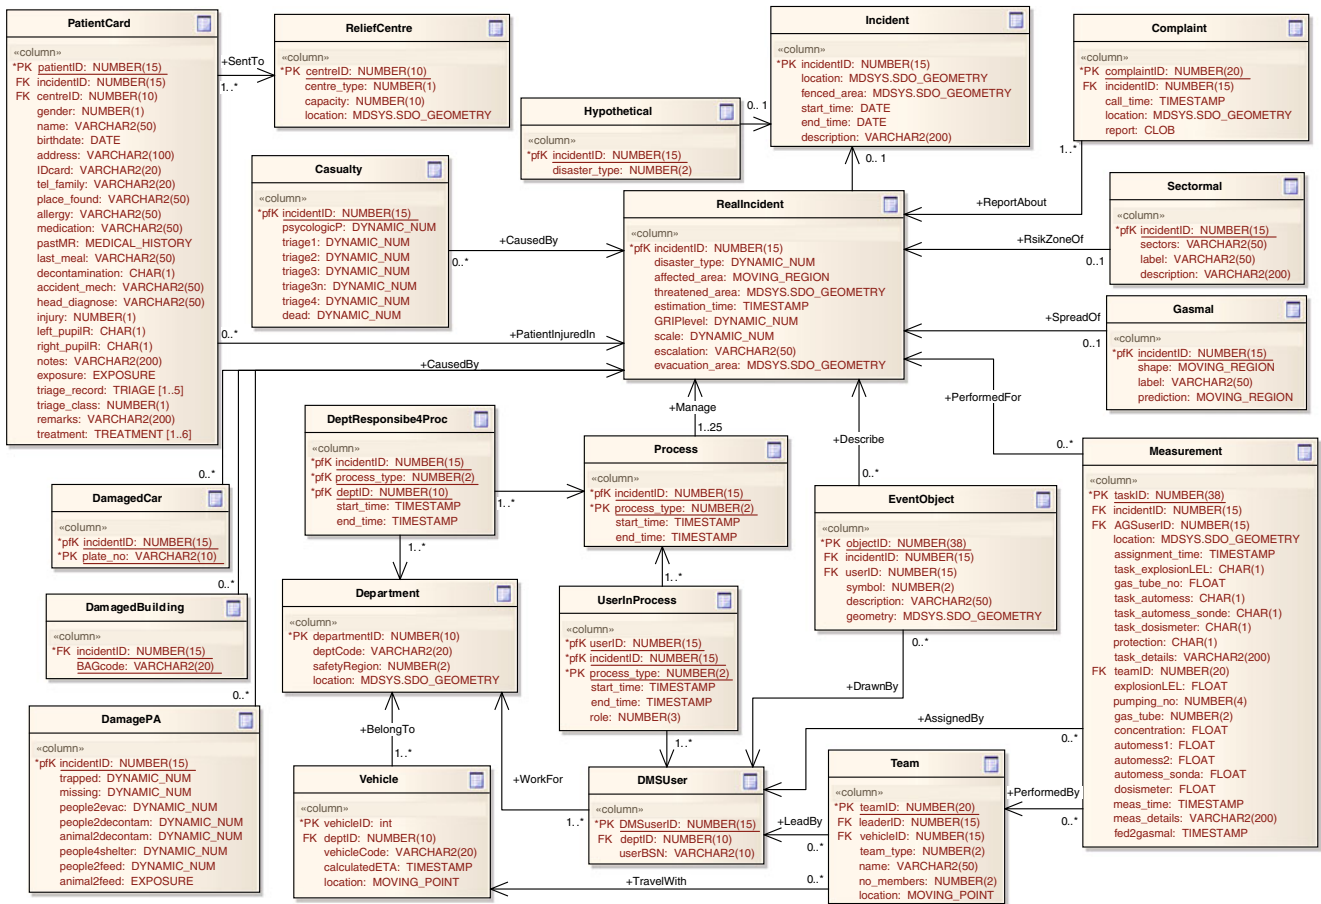 PatientCard
«column»
*PK patientID: NUMBER(15)
FK incidentID: NUMBER(15)
FK centreID: NUMBER(10)
gender: NUMBER(1)
name: VARCHAR2(50)
birthdate: DATE
address: VARCHAR2(100)
IDcard: VARCHAR2(20)
tel_family: VARCHAR2(20)
place_found: VARCHAR2(50)
allergy: VARCHAR2(50)
medication: VARCHAR2(50)
pastMR: MEDICAL_HISTORY
last_meal: VARCHAR2(50)
decontamination: CHAR(1)
accident_mech: VARCHAR2(50)
head_diagnose: VARCHAR2(50)
injury: NUMBER(1)
left_pupilR: CHAR(1)
right_pupilR: CHAR(1)
notes: VARCHAR2(200)
exposure: EXPOSURE
triage_record: TRIAGE [1..5]
triage_class: NUMBER(1)
remarks: VARCHAR2(200)
treatment: TREATMENT [1..6]
+SentTo
1..*
ReliefCentre
«column»
*PK centreID: NUMBER(10)
centre_type: NUMBER(1)
capacity: NUMBER(10)
location: MDSYS.SDO_GEOMETRY
Hypothetical
«column»
*pfK incidentID: NUMBER(15)
disaster_type: NUMBER(2)
0.. 1
Incident
«column»
*PK incidentID: NUMBER(15)
location: MDSYS.SDO_GEOMETRY
fenced_area: MDSYS.SDO_GEOMETRY
start_time: DATE
end_time: DATE
description: VARCHAR2(200)
0.. 1
Complaint
«column»
*PK complaintID: NUMBER(20)
FK incidentID: NUMBER(15)
call_time: TIMESTAMP
location: MDSYS.SDO_GEOMETRY
report: CLOB
1..*
+ReportAbout
Casualty
«column»
*pfK incidentID: NUMBER(15)
psycologicP: DYNAMIC_NUM
triage1: DYNAMIC_NUM
triage2: DYNAMIC_NUM
triage3: DYNAMIC_NUM
triage3n: DYNAMIC_NUM
triage4: DYNAMIC_NUM
dead: DYNAMIC_NUM
+CausedBy
0..*
RealIncident
«column»
*pfK incidentID: NUMBER(15)
disaster_type: DYNAMIC_NUM
affected_area: MOVING_REGION
threatened_area: MDSYS.SDO_GEOMETRY
estimation_time: TIMESTAMP
GRIPlevel: DYNAMIC_NUM
scale: DYNAMIC_NUM
escalation: VARCHAR2(50)
evacuation_area: MDSYS.SDO_GEOMETRY
Sectormal
«column»
*pfK incidentID: NUMBER(15)
sectors: VARCHAR2(50)
label: VARCHAR2(50)
description: VARCHAR2(200)
+RsikZoneOf
0..1
Gasmal
«column»
*pfK incidentID: NUMBER(15)
shape: MOVING_REGION
label: VARCHAR2(50)
prediction: MOVING_REGION
+SpreadOf
0..1
0..*
+PatientInjuredIn
+CausedBy
+Manage
1..25
+Describe
0..*
+PerformedFor
0..*
DeptResponsibe4Proc
«column»
*pfK incidentID: NUMBER(15)
*pfK process_type: NUMBER(2)
*pfK deptID: NUMBER(10)
start_time: TIMESTAMP
end_time: TIMESTAMP
1..*
1..*
Process
«column»
*pfK incidentID: NUMBER(15)
*PK process_type: NUMBER(2)
start_time: TIMESTAMP
end_time: TIMESTAMP
EventObject
«column»
*PK objectID: NUMBER(38)
FK incidentID: NUMBER(15)
FK userID: NUMBER(15)
symbol: NUMBER(2)
description: VARCHAR2(50)
geometry: MDSYS.SDO_GEOMETRY
0..*
+DrawnBy
Measurement
«column»
*PK taskID: NUMBER(38)
FK incidentID: NUMBER(15)
FK AGSuserID: NUMBER(15)
location: MDSYS.SDO_GEOMETRY
assignment_time: TIMESTAMP
task_explosionLEL: CHAR(1)
gas_tube_no: FLOAT
task_automess: CHAR(1)
task_automess_sonde: CHAR(1)
task_dosismeter: CHAR(1)
protection: CHAR(1)
task_details: VARCHAR2(200)
FK teamID: NUMBER(20)
explosionLEL: FLOAT
pumping_no: NUMBER(4)
gas_tube: NUMBER(2)
concentration: FLOAT
automess1: FLOAT
automess2: FLOAT
automess_sonda: FLOAT
dosismeter: FLOAT
meas_time: TIMESTAMP
meas_details: VARCHAR2(200)
fed2gasmal: TIMESTAMP
0..*
DamagedCar
«column»
*pfK incidentID: NUMBER(15)
*PK plate_no: VARCHAR2(10)
0..*
DamagedBuilding
«column»
*FK incidentID: NUMBER(15)
BAGcode: VARCHAR2(20)
0..*
DamagePA
«column»
*pfK incidentID: NUMBER(15)
trapped: DYNAMIC_NUM
missing: DYNAMIC_NUM
people2evac: DYNAMIC_NUM
people2decontam: DYNAMIC_NUM
animal2decontam: DYNAMIC_NUM
people4shelter: DYNAMIC_NUM
people2feed: DYNAMIC_NUM
animal2feed: EXPOSURE
Department
«column»
*PK departmentID: NUMBER(10)
deptCode: VARCHAR2(20)
safetyRegion: NUMBER(2)
location: MDSYS.SDO_GEOMETRY
1..*
UserInProcess
«column»
*pfK userID: NUMBER(15)
*pfK incidentID: NUMBER(15)
*PK process_type: NUMBER(2)
start_time: TIMESTAMP
end_time: TIMESTAMP
role: NUMBER(3)
1..*
+BelongTo
1..*
Vehicle
«column»
*PK vehicleID: int
FK deptID: NUMBER(10)
vehicleCode: VARCHAR2(20)
calculatedETA: TIMESTAMP
location: MOVING_POINT
+WorkFor
1..*
DMSUser
«column»
*PK DMSuserID: NUMBER(15)
FK deptID: NUMBER(10)
userBSN: VARCHAR2(10)
+AssignedBy
0..*
+LeadBy
0..*
Team
«column»
*PK teamID: NUMBER(20)
FK leaderID: NUMBER(15)
FK vehicleID: NUMBER(15)
team_type: NUMBER(2)
name: VARCHAR2(50)
no_members: NUMBER(2)
location: MOVING_POINT
+PerformedBy
0..*
+TravelWith
0..*